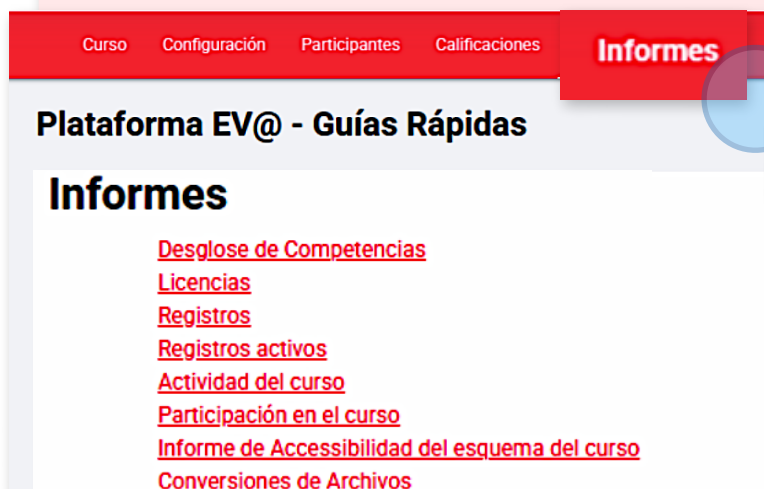 Curso Configuración Participantes Calificaciones Informes
Plataforma EV@ - Guías Rápidas
Informes
Desglose de Competencias
Licencias
Registros
Registros activos
Actividad del curso
Participación en el curso
Informe de Accessibilidad del esquema del curso
Conversiones de Archivos